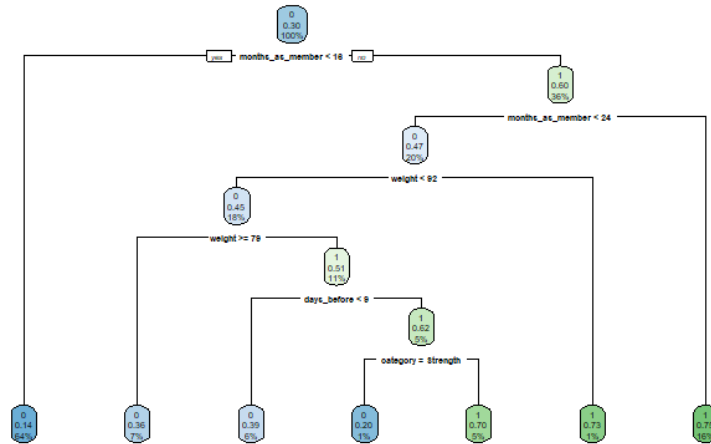 0
0.30
100%
yes months_as_member < 16 no
1
0.60
36%
months_as_member < 24
0
0.47
20%
weight < 92
0
0.45
18%
weight >= 79
1
0.51
11%
days_before < 9
1
0.62
5%
category = Strength
0 0 0 0 1 1 1
0.14 0.36 0.39 0.20 0.70 0.73
64% 7% 6% 1% 5% 1% 16%